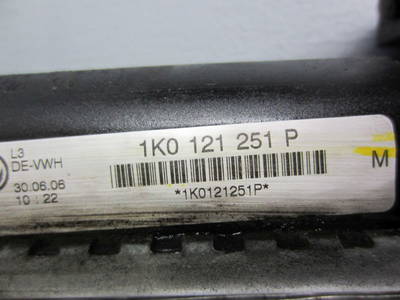 L3
DE-VWH
1K0 121 251 P
30.06.06
10:22
*1K0121251P*
M